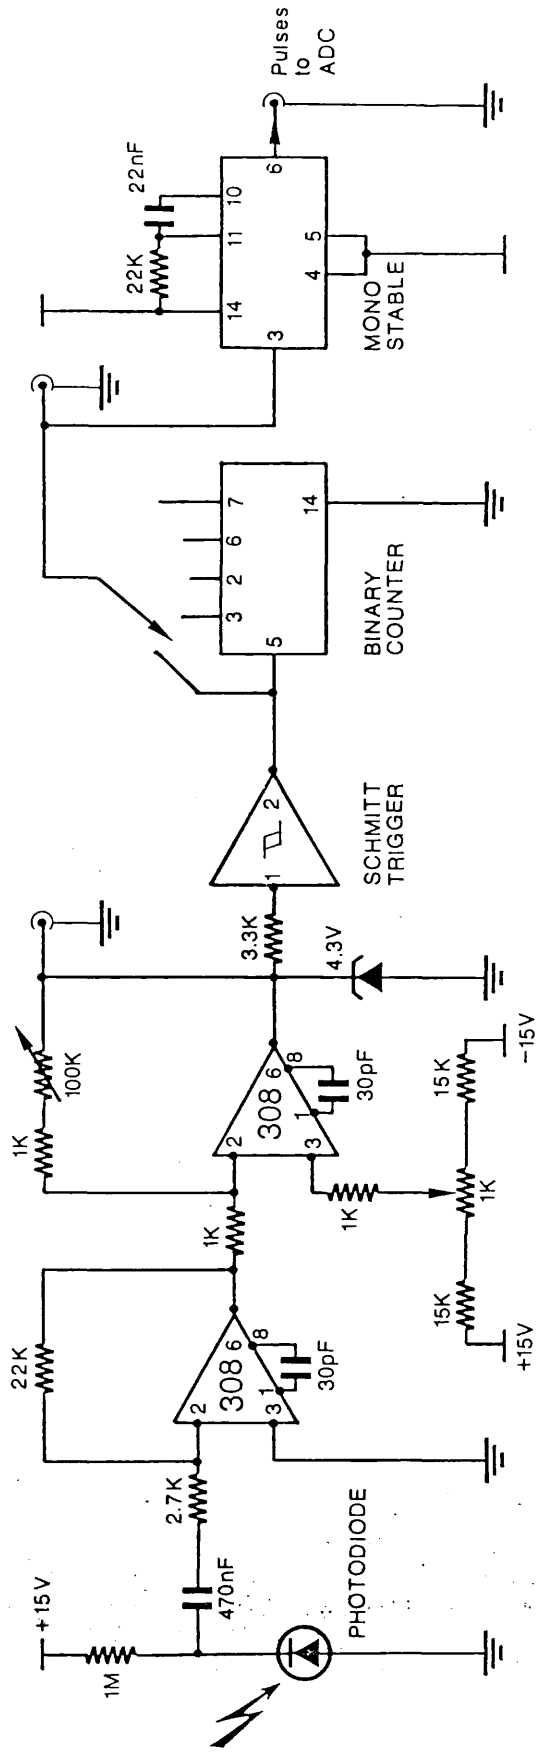 +15V
1M
470nF
PHOTODIODE
2.7K
22K
2
3
308
6
1
8
30pF
1K
1K
100K
2
3
308
6
1
8
30pF
1K
15K
1K
15K
+15V
−15V
4.3V
3.3K
1
2
SCHMITT
TRIGGER
5
3
2
6
7
14
BINARY
COUNTER
3
14
11
10
22K
22nF
4
5
6
MONO
STABLE
Pulses
to
ADC